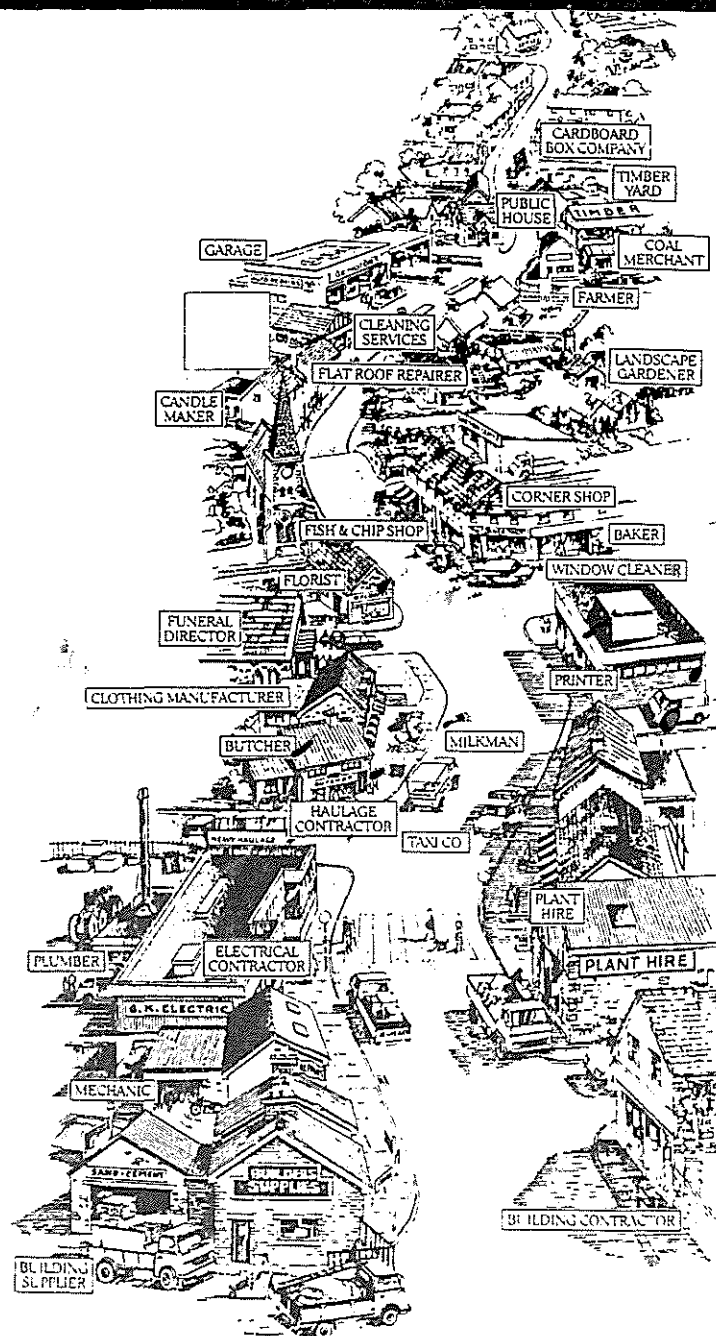 CARDBOARD
BOX COMPANY
TIMBER
YARD
PUBLIC
HOUSE
TIMBER
GARAGE
COAL
MERCHANT
FARMER
CLEANING
SERVICES
FLAT ROOF REPAIRER
LANDSCAPE
GARDENER
CANDLE
MAKER
CORNER SHOP
FISH & CHIP SHOP
BAKER
WINDOW CLEANER
FLORIST
FUNERAL
DIRECTOR
PRINTER
CLOTHING MANUFACTURER
BUTCHER
MILKMAN
HAULAGE
CONTRACTOR
HEAVY HAULAGE
TAXI CO
PLANT
HIRE
PLUMBER
ELECTRICAL
CONTRACTOR
PLANT HIRE
G.K. ELECTRIC
MECHANIC
SAND & CEMENT
BUILDERS
SUPPLIES
BUILDING CONTRACTOR
BUILDING
SUPPLIER